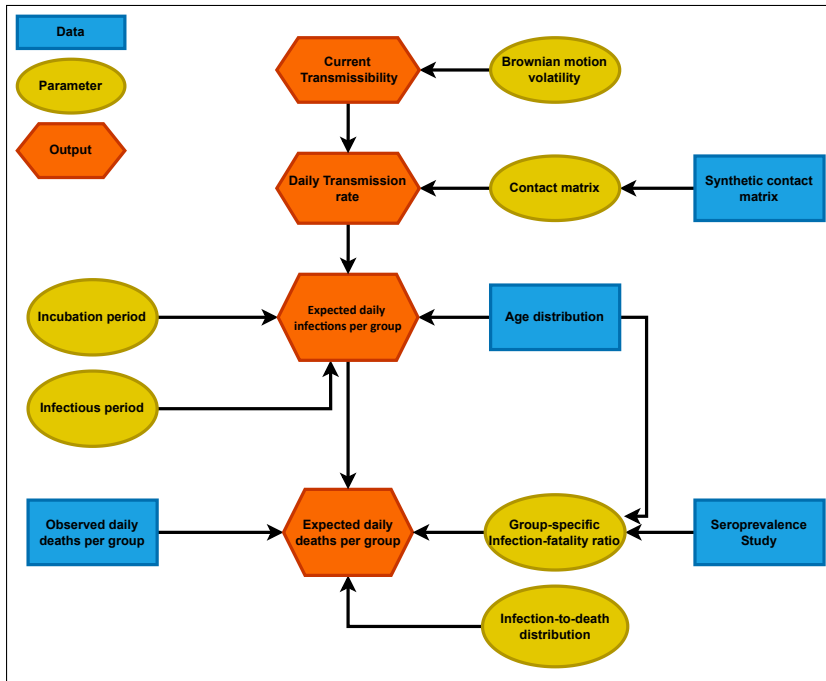 Data
Parameter
Output
Current
Transmissibility
Brownian motion
volatility
Daily Transmission
rate
Contact matrix
Synthetic contact
matrix
Incubation period
Expected daily
infections per group
Age distribution
Infectious period
Observed daily
deaths per group
Expected daily
deaths per group
Group-specific
Infection-fatality ratio
Seroprevalence
Study
Infection-to-death
distribution